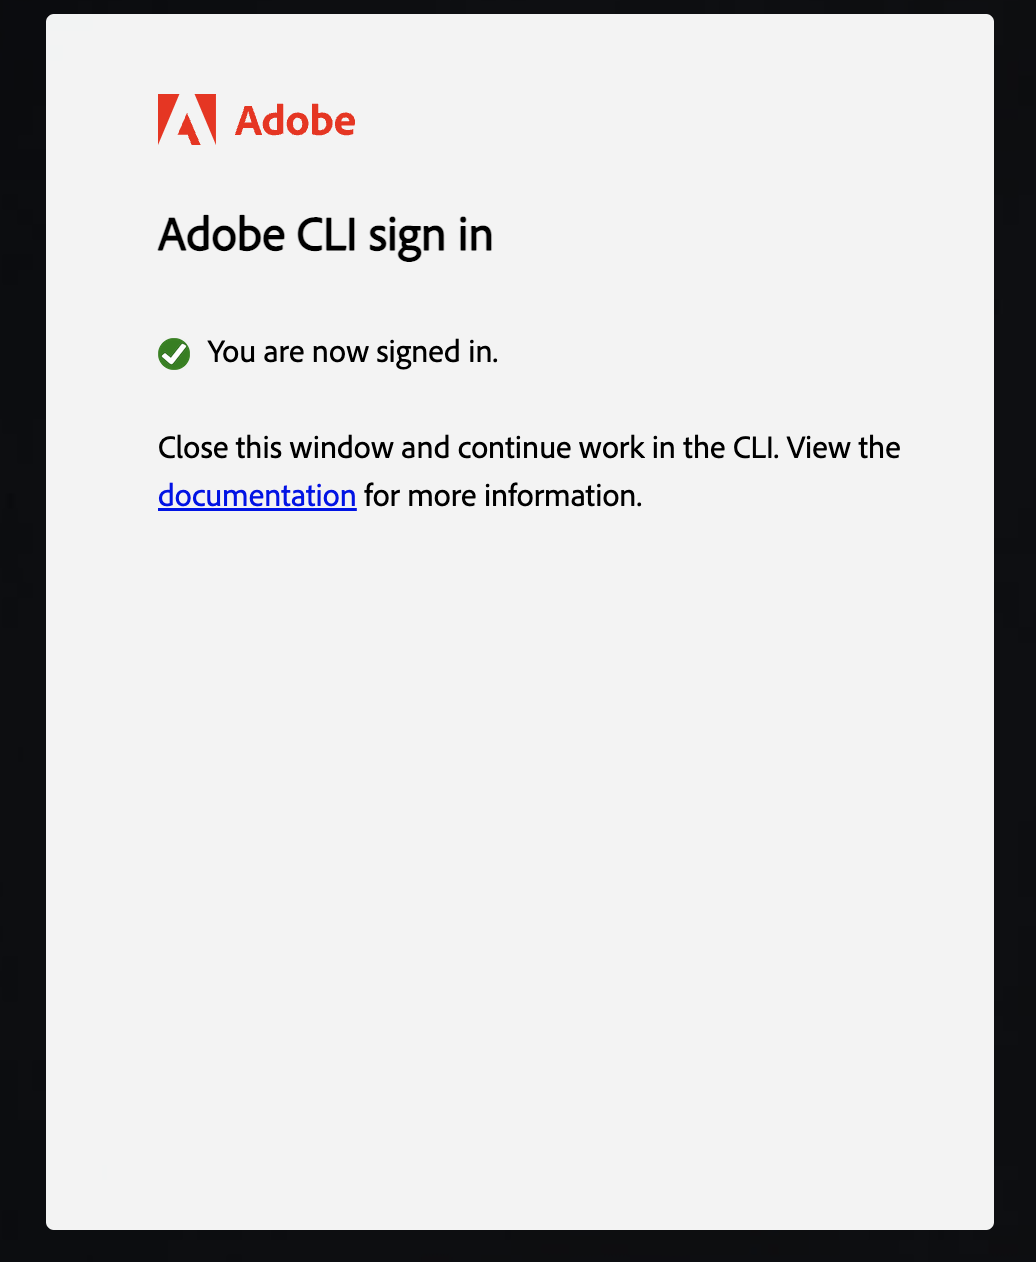 Adobe
Adobe CLI sign in
You are now signed in.
Close this window and continue work in the CLI. View the
documentation for more information.